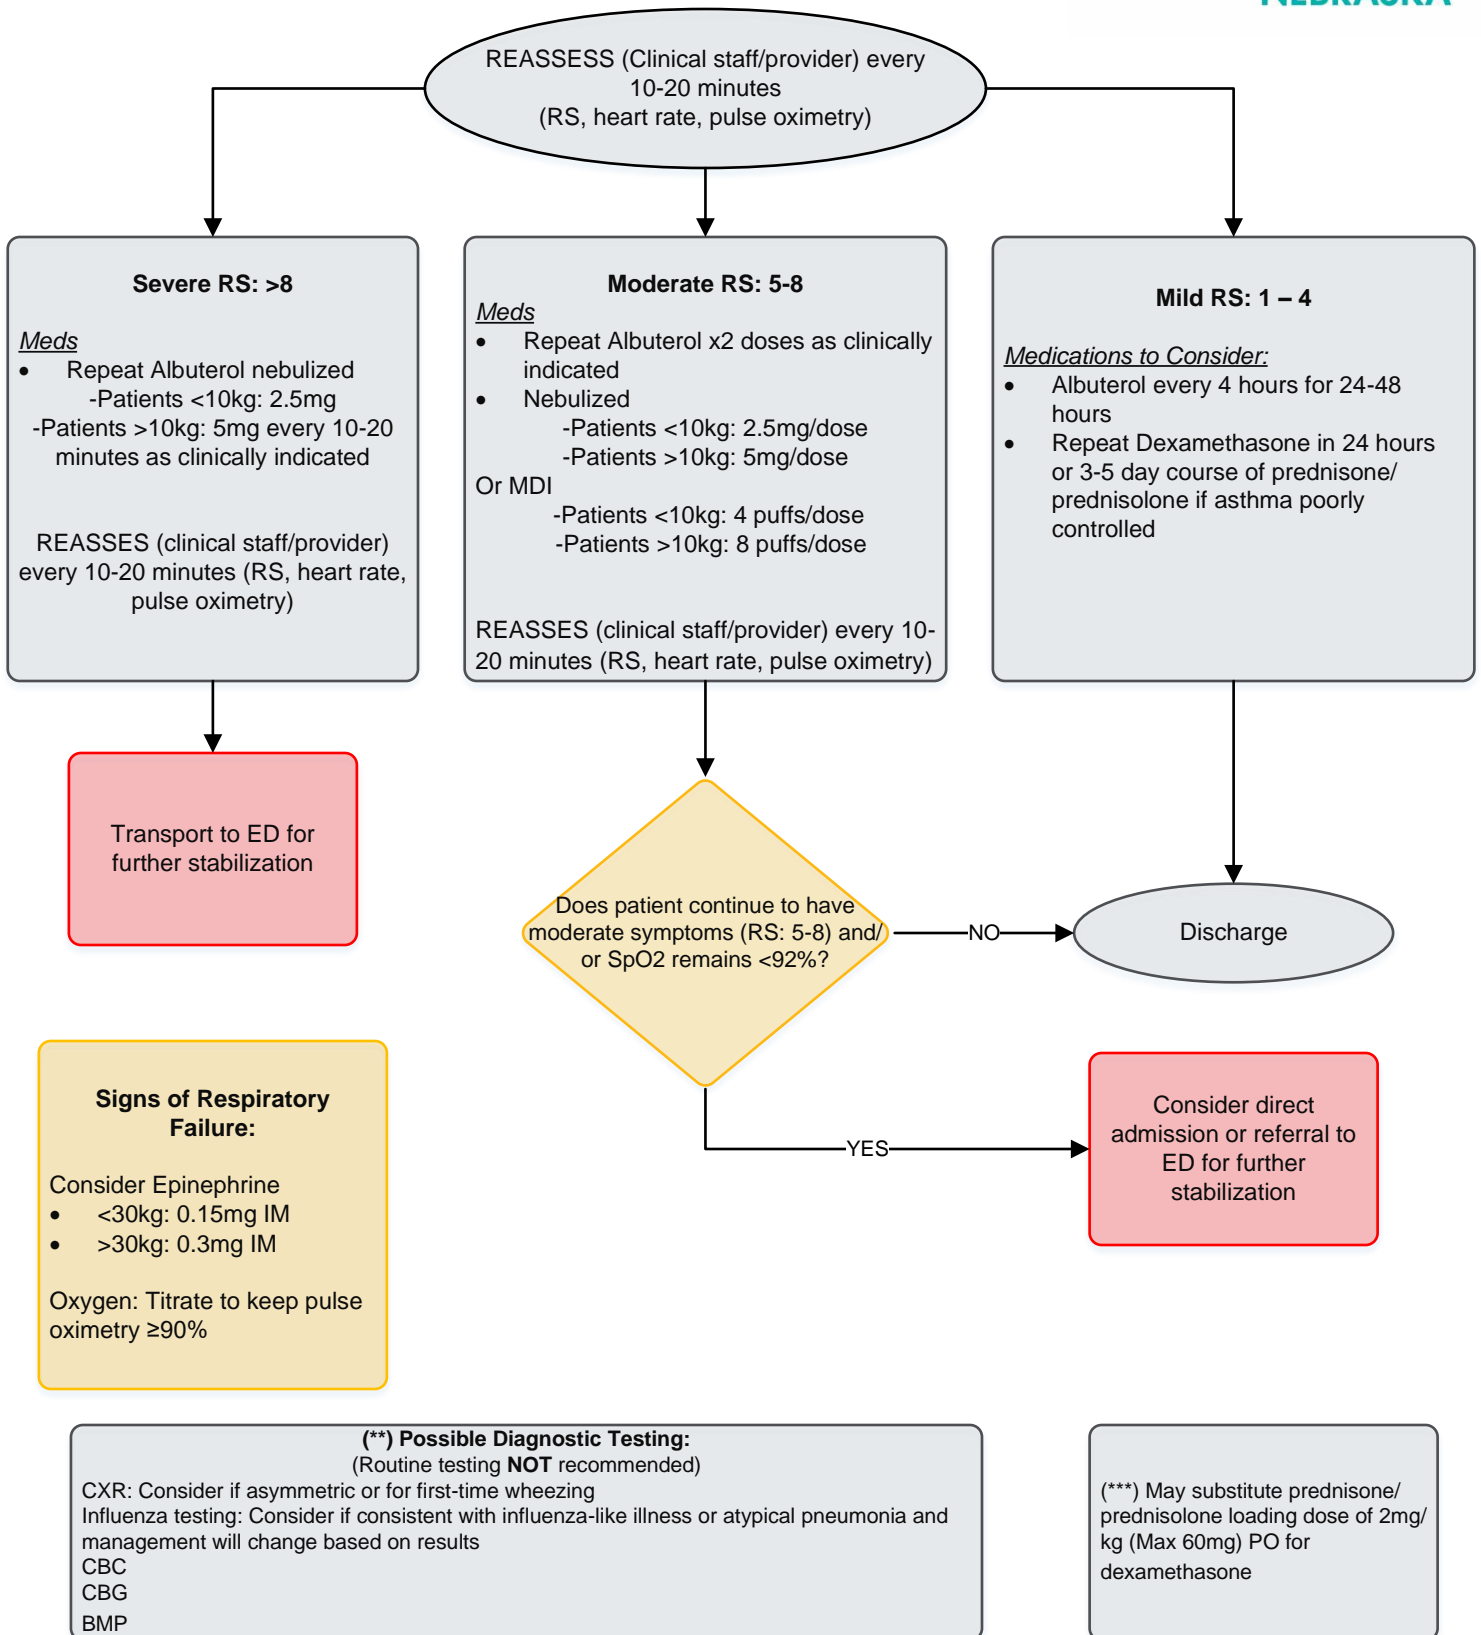 REASSESS (Clinical staff/provider) every
10-20 minutes
(RS, heart rate, pulse oximetry)
Severe RS: >8
Meds
• Repeat Albuterol nebulized
-Patients <10kg: 2.5mg
-Patients >10kg: 5mg every 10-20
minutes as clinically indicated
REASSES (clinical staff/provider)
every 10-20 minutes (RS, heart rate,
pulse oximetry)
Moderate RS: 5-8
Meds
• Repeat Albuterol x2 doses as clinically
indicated
• Nebulized
-Patients <10kg: 2.5mg/dose
-Patients >10kg: 5mg/dose
Or MDI
-Patients <10kg: 4 puffs/dose
-Patients >10kg: 8 puffs/dose
REASSES (clinical staff/provider) every 10-
20 minutes (RS, heart rate, pulse oximetry)
Mild RS: 1 – 4
Medications to Consider:
• Albuterol every 4 hours for 24-48
hours
• Repeat Dexamethasone in 24 hours
or 3-5 day course of prednisone/
prednisolone if asthma poorly
controlled
Transport to ED for
further stabilization
Does patient continue to have
moderate symptoms (RS: 5-8) and/
or SpO2 remains <92%?
NO
Discharge
YES
Consider direct
admission or referral to
ED for further
stabilization
Signs of Respiratory
Failure:
Consider Epinephrine
• <30kg: 0.15mg IM
• >30kg: 0.3mg IM
Oxygen: Titrate to keep pulse
oximetry ≥90%
(**) Possible Diagnostic Testing:
(Routine testing NOT recommended)
CXR: Consider if asymmetric or for first-time wheezing
Influenza testing: Consider if consistent with influenza-like illness or atypical pneumonia and
management will change based on results
CBC
CBG
BMP
(***) May substitute prednisone/
prednisolone loading dose of 2mg/
kg (Max 60mg) PO for
dexamethasone